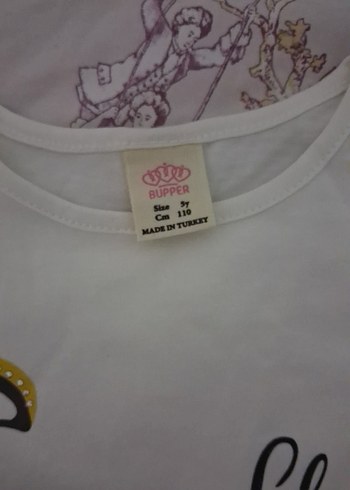 BUPPER
Size 5y
Cm 110
MADE IN TURKEY